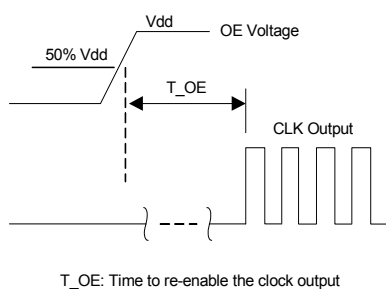 Vdd
OE Voltage
50% Vdd
T_OE
CLK Output
T_OE: Time to re-enable the clock output